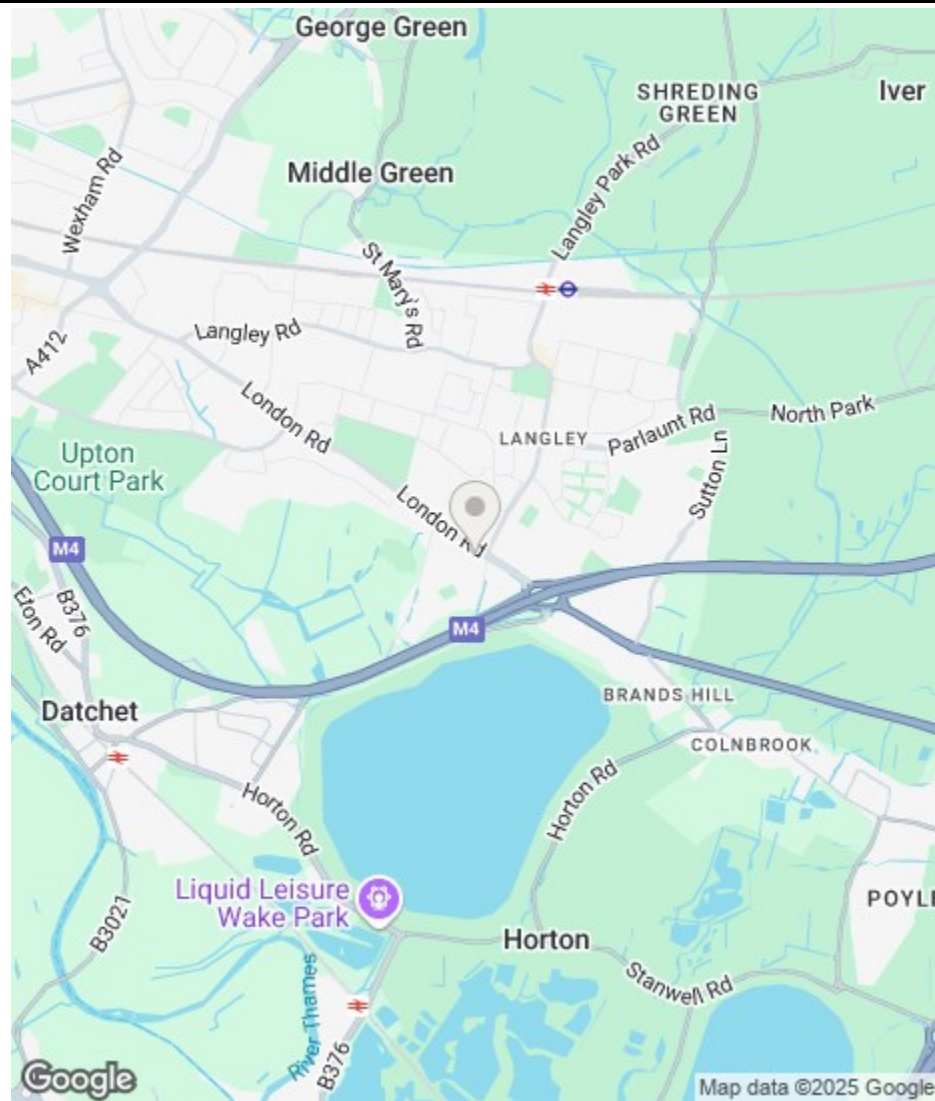 George Green
SHREDING
GREEN
Iver
Wexham Rd
Middle Green
Langley Park Rd
St Mary's Rd
Langley Rd
A412
London Rd
North Park
Parlaunt Rd
LANGLEY
Upton
Court Park
Sutton Ln
London Rd
M4
B376
Eton Rd
M4
BRANDS HILL
Datchet
COLNBROOK
Horton Rd
Horton Rd
Liquid Leisure
Wake Park
POYLE
B3021
Horton
River Thames
Stanwell Rd
B376
Google
Map data ©2025 Google